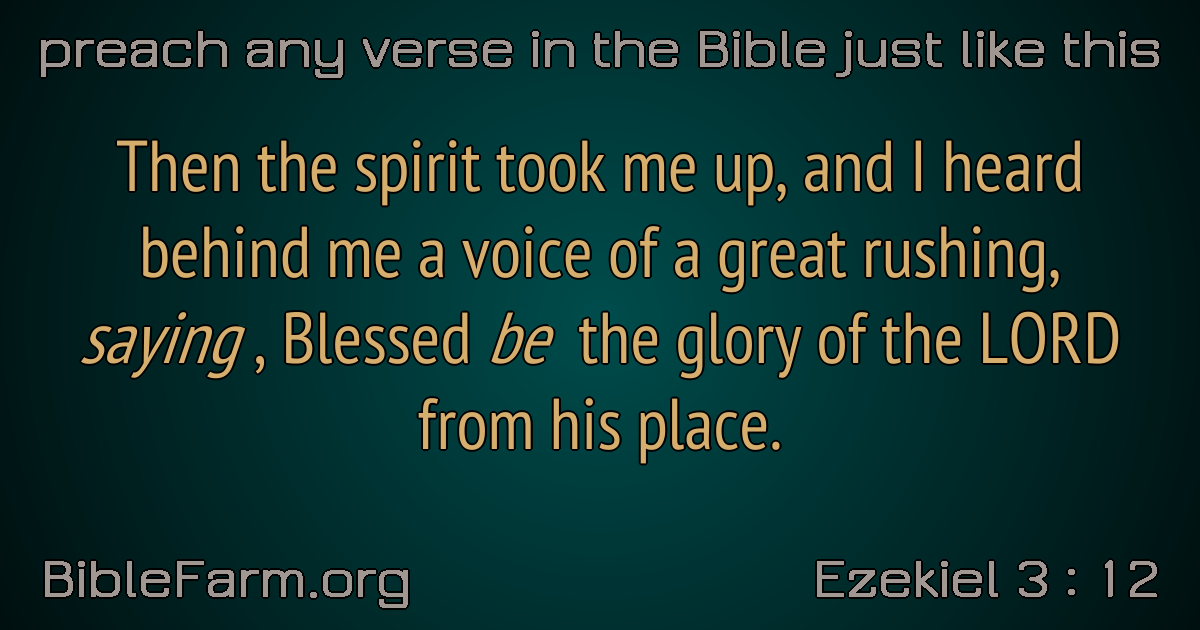 preach any verse in the Bible just like this
Then the spirit took me up, and I heard
behind me a voice of a great rushing,
saying , Blessed be the glory of the LORD
from his place.
BibleFarm.org
Ezekiel 3 : 12